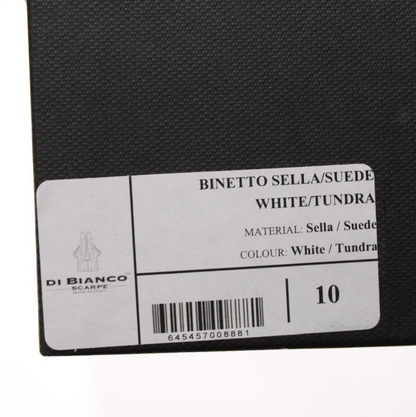 BINETTO SELLA/SUEDE
WHITE/TUNDRA
MATERIAL: Sella / Suede
COLOUR: White / Tundra
DI BIANCO
SCARPE
10
645457008881